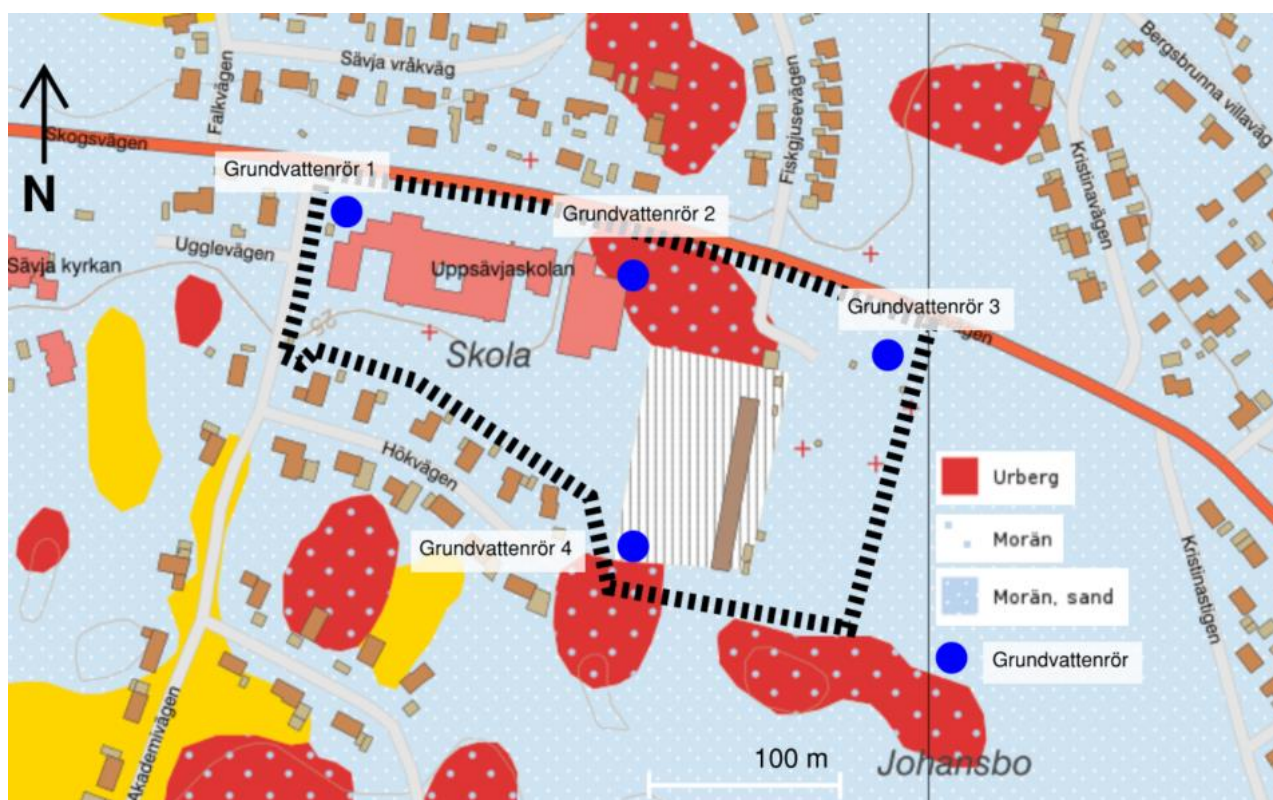 Sävja vråkväg
Falkvägen
Fiskgjusevägen
Bergsbrunna villaväg
Skogsvägen
Kristinavägen
N
Grundvattenrör 1
Grundvattenrör 2
Ugglevägen
Sävja kyrkan
Uppsävjaskolan
Grundvattenrör 3
25
Skola
Hökvägen
Urberg
Grundvattenrör 4
Morän
Morän, sand
Kristinastigen
Grundvattenrör
Akademivägen
100 m
Johansbo